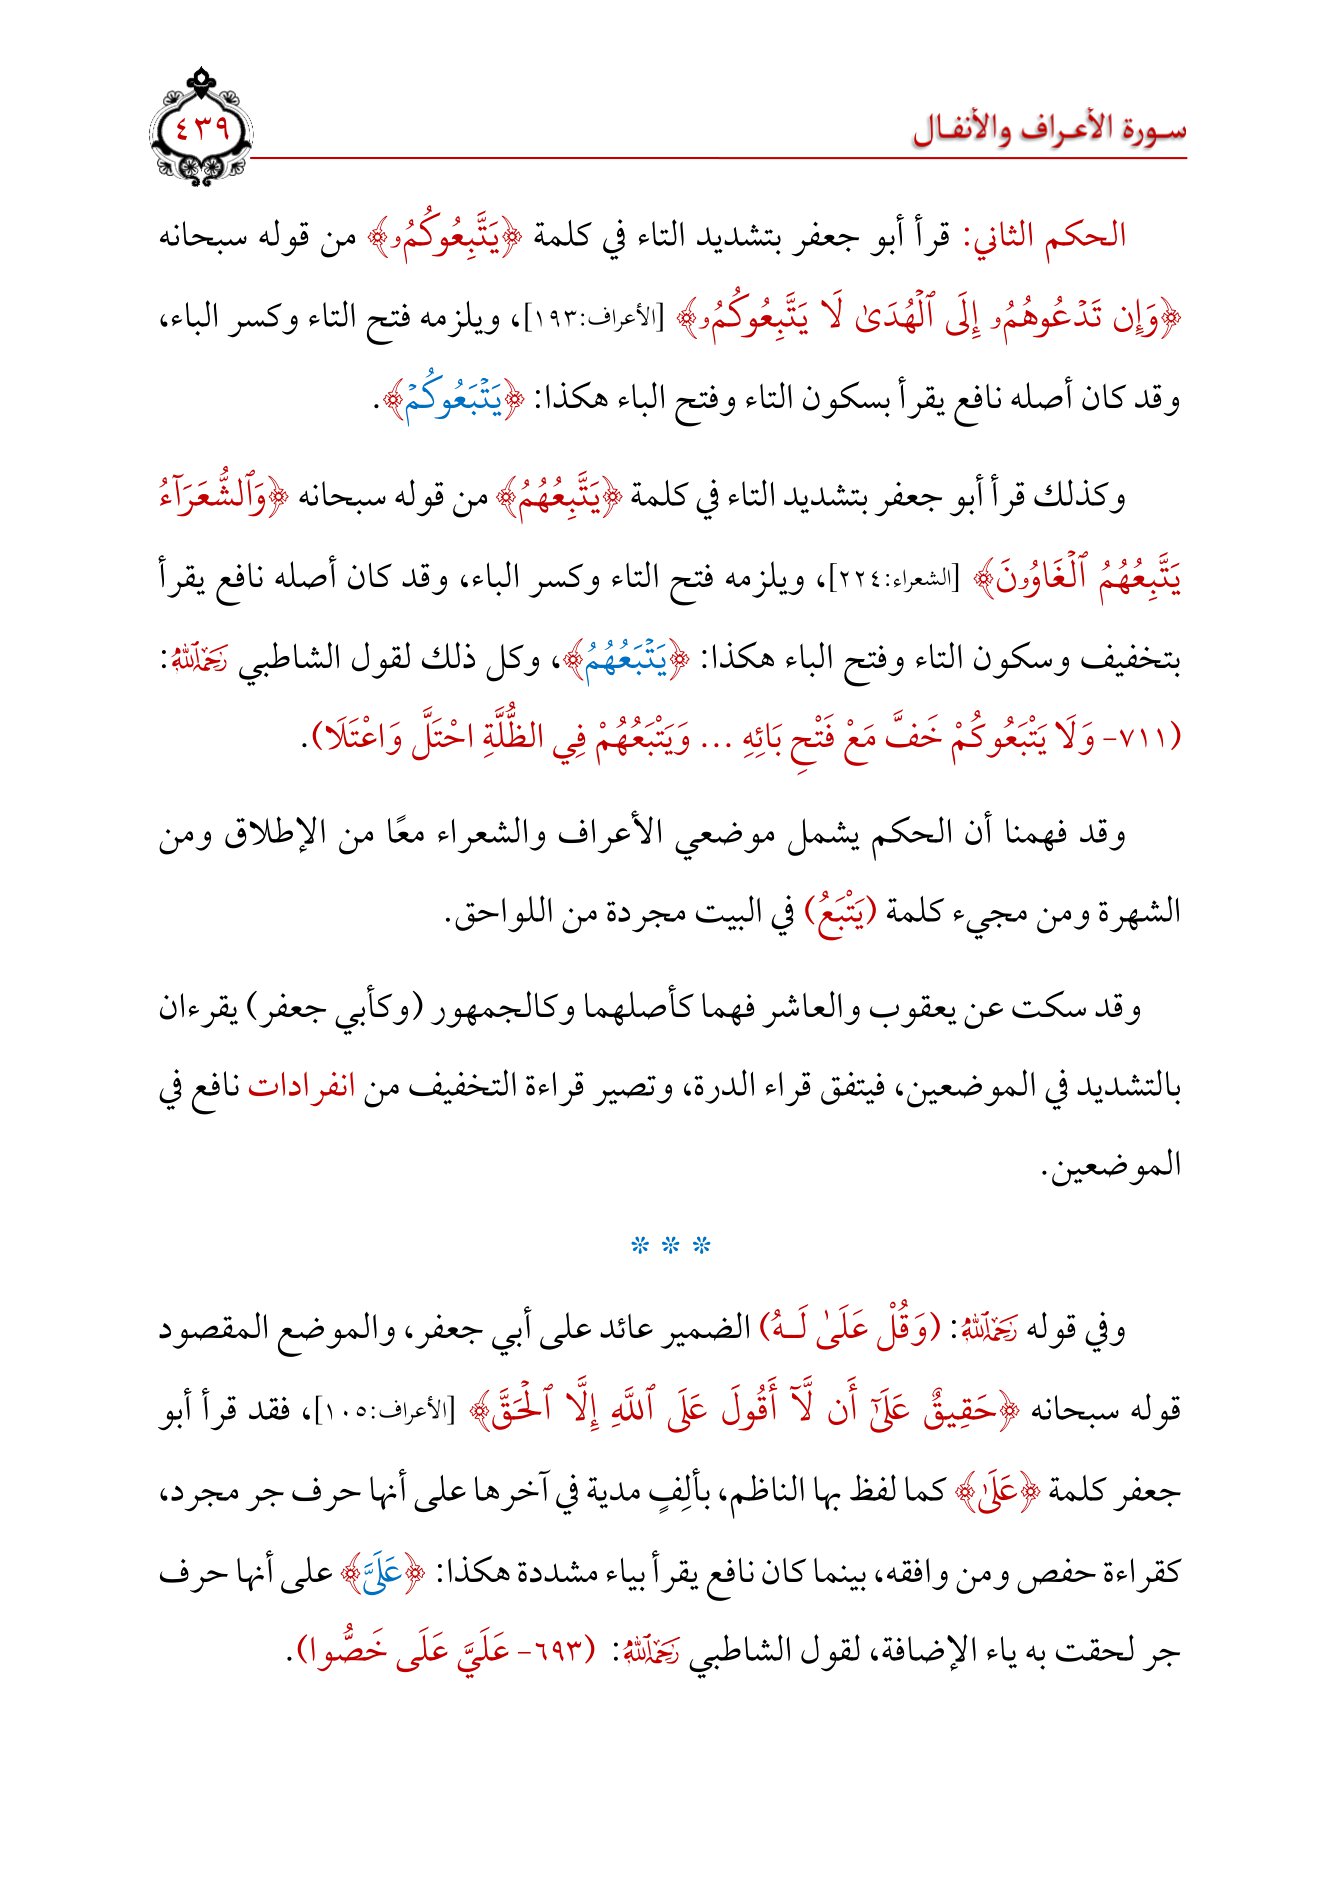 سورة الأعراف والأنفال
٤٣٩
الحكم الثاني: قرأ أبو جعفر بتشديد التاء في كلمة ﴿يَتَّبِعُوكُمُۥ﴾ من قوله سبحانه
﴿وَإِن تَدۡعُوهُمُۥ إِلَى ٱلۡهُدَىٰ لَا يَتَّبِعُوكُمُۥ﴾ [الأعراف:١٩٣]، ويلزمه فتح التاء وكسر الباء،
وقد كان أصله نافع يقرأ بسكون التاء وفتح الباء هكذا: ﴿يَتۡبَعُوكُمۡ﴾.
وكذلك قرأ أبو جعفر بتشديد التاء في كلمة ﴿يَتَّبِعُهُمُ﴾ من قوله سبحانه ﴿وَٱلشُّعَرَآءُ
يَتَّبِعُهُمُ ٱلۡغَاوُۥنَ﴾ [الشعراء:٢٢٤]، ويلزمه فتح التاء وكسر الباء، وقد كان أصله نافع يقرأ
بتخفيف وسكون التاء وفتح الباء هكذا: ﴿يَتۡبَعُهُمُ﴾، وكل ذلك لقول الشاطبي رَحِمَهُ ٱللَّهُ:
(٧١١- وَلَا يَتْبَعُوكُمْ خَفَّ مَعْ فَتْحِ بَائِهِ ... وَيَتْبَعُهُمْ فِي الظُّلَّةِ احْتَلَّ وَاعْتَلَا).
وقد فهمنا أن الحكم يشمل موضعي الأعراف والشعراء معًا من الإطلاق ومن
الشهرة ومن مجيء كلمة (يَتْبَعُ) في البيت مجردة من اللواحق.
وقد سكت عن يعقوب والعاشر فهما كأصلهما وكالجمهور (وكأبي جعفر) يقرءان
بالتشديد في الموضعين، فيتفق قراء الدرة، وتصير قراءة التخفيف من انفرادات نافع في
الموضعين.
* * *
وفي قوله رَحِمَهُ ٱللَّهُ: (وَقُلْ عَلَىٰ لَـهُ) الضمير عائد على أبي جعفر، والموضع المقصود
قوله سبحانه ﴿حَقِيقٌ عَلَىٰٓ أَن لَّآ أَقُولَ عَلَى ٱللَّهِ إِلَّا ٱلۡحَقَّ﴾ [الأعراف:١٠٥]، فقد قرأ أبو
جعفر كلمة ﴿عَلَىٰ﴾ كما لفظ بها الناظم، بألِفٍ مدية في آخرها على أنها حرف جر مجرد،
كقراءة حفص ومن وافقه، بينما كان نافع يقرأ بياء مشددة هكذا: ﴿عَلَيَّ﴾ على أنها حرف
جر لحقت به ياء الإضافة، لقول الشاطبي رَحِمَهُ ٱللَّهُ: (٦٩٣- عَلَيَّ عَلَى خَصُّوا).